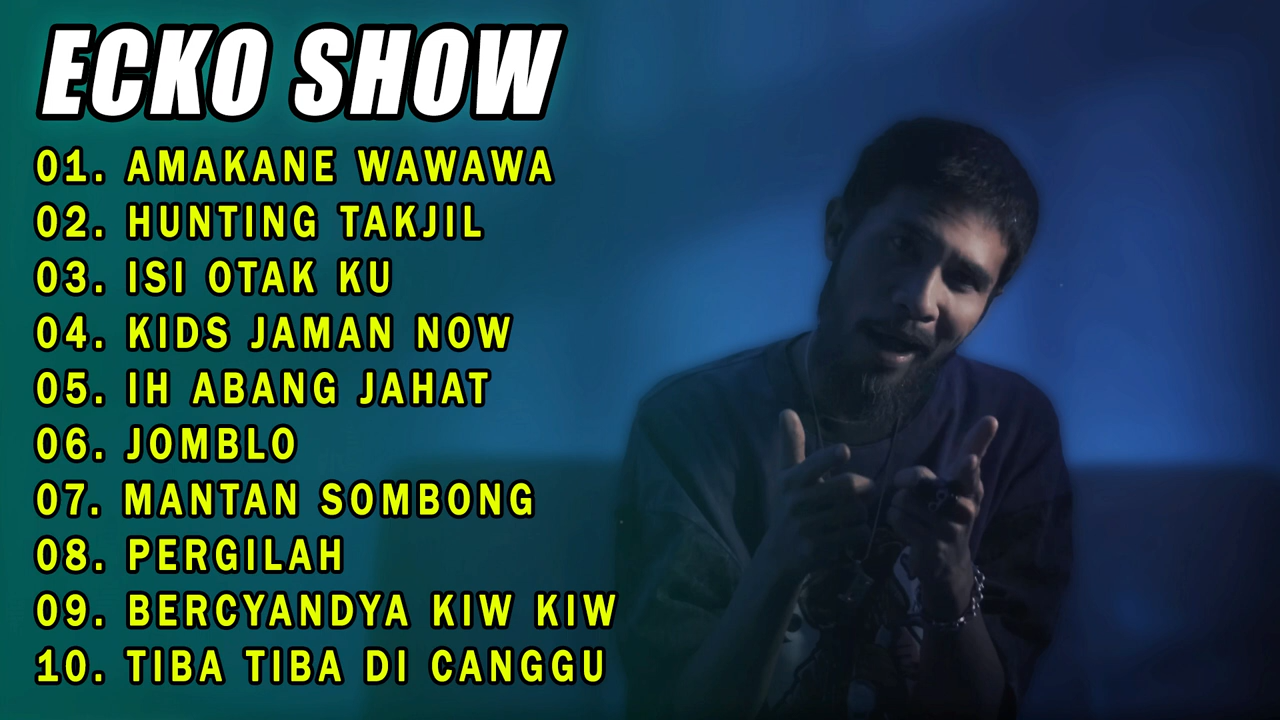 ECKO SHOW
01. AMAKANE WAWAWA
02. HUNTING TAKJIL
03. ISI OTAK KU
04. KIDS JAMAN NOW
05. IH ABANG JAHAT
06. JOMBLO
07. MANTAN SOMBONG
08. PERGILAH
09. BERCYANDYA KIW KIW
10. TIBA TIBA DI CANGGU